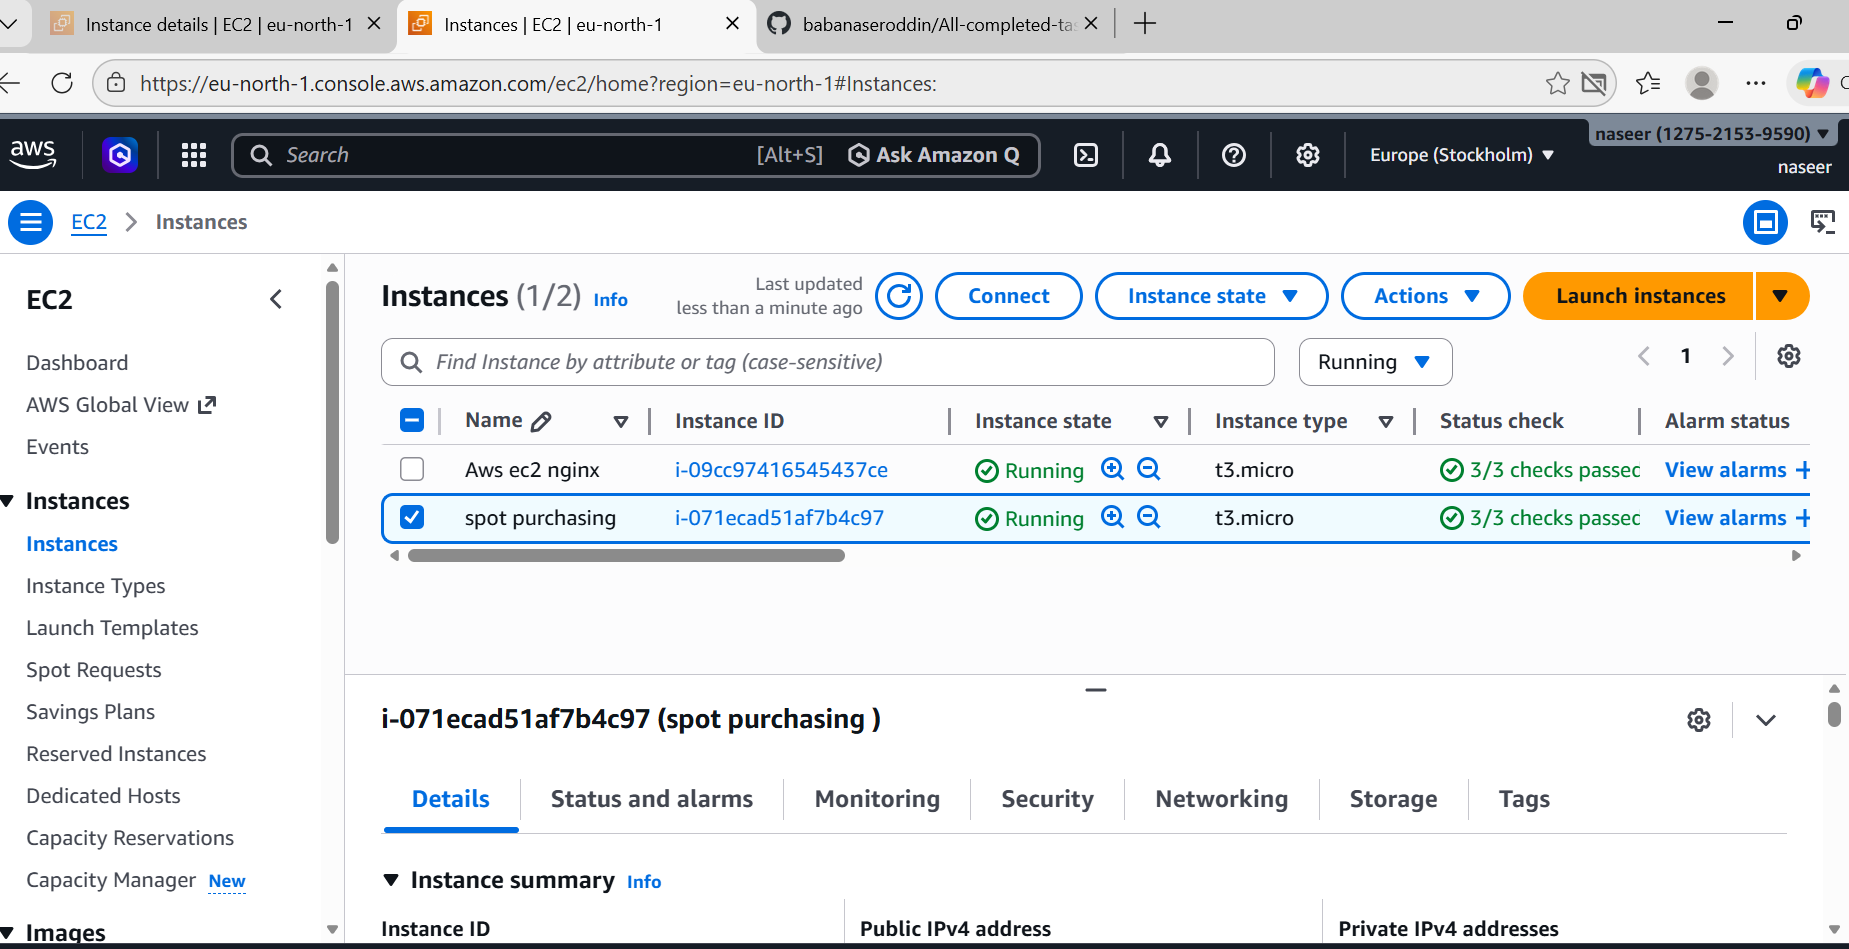 Instance details | EC2 | eu-north-1
Instances | EC2 | eu-north-1
babanaseroddin/All-completed-tas
https://eu-north-1.console.aws.amazon.com/ec2/home?region=eu-north-1#Instances:
aws
Search
[Alt+S]
Ask Amazon Q
Europe (Stockholm)
naseer (1275-2153-9590)
naseer
EC2
Instances
EC2
Dashboard
AWS Global View
Events
Instances
Instances
Instance Types
Launch Templates
Spot Requests
Savings Plans
Reserved Instances
Dedicated Hosts
Capacity Reservations
Capacity Manager New
Images
Instances (1/2) Info
Last updated
less than a minute ago
Connect
Instance state
Actions
Launch instances
Find Instance by attribute or tag (case-sensitive)
Running
1
Name Instance ID Instance state Instance type Status check Alarm status
Aws ec2 nginx i-09cc97416545437ce Running t3.micro 3/3 checks passed View alarms +
spot purchasing i-071ecad51af7b4c97 Running t3.micro 3/3 checks passed View alarms +
i-071ecad51af7b4c97 (spot purchasing )
Details Status and alarms Monitoring Security Networking Storage Tags
Instance summary Info
Instance ID Public IPv4 address Private IPv4 addresses